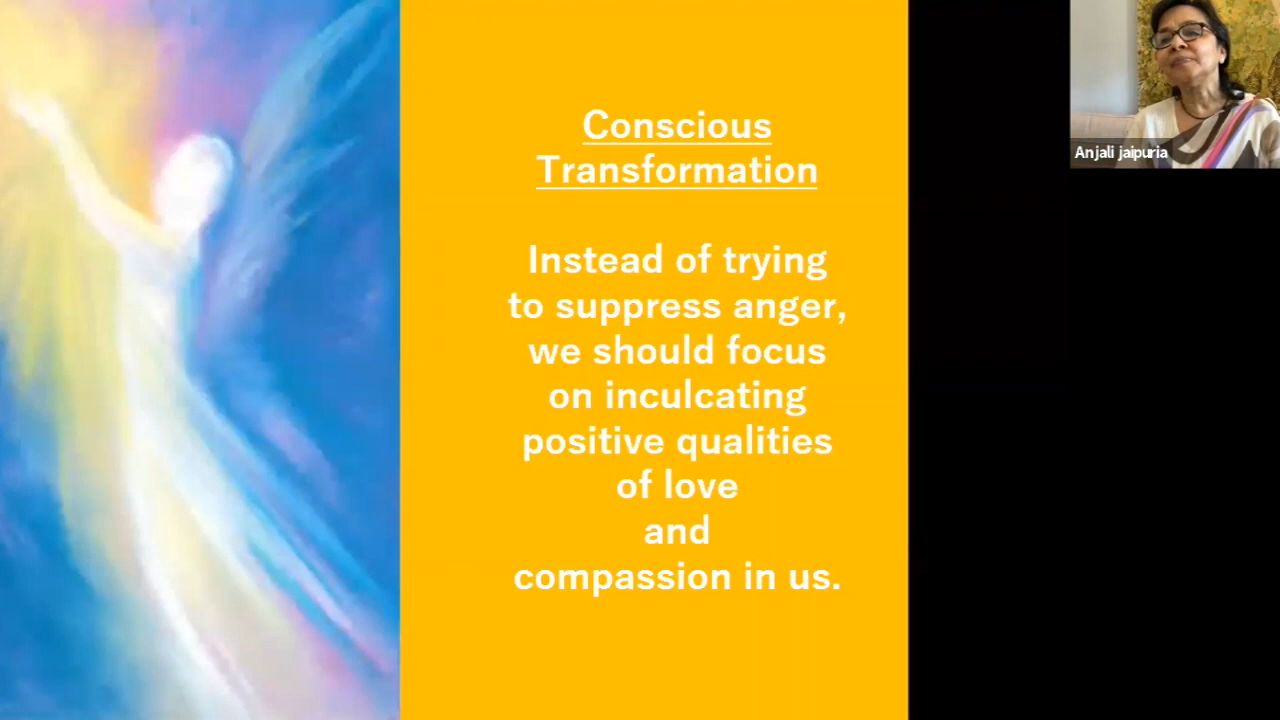 Conscious
Transformation
Instead of trying
to suppress anger,
we should focus
on inculcating
positive qualities
of love
and
compassion in us.
Anjali jaipuria